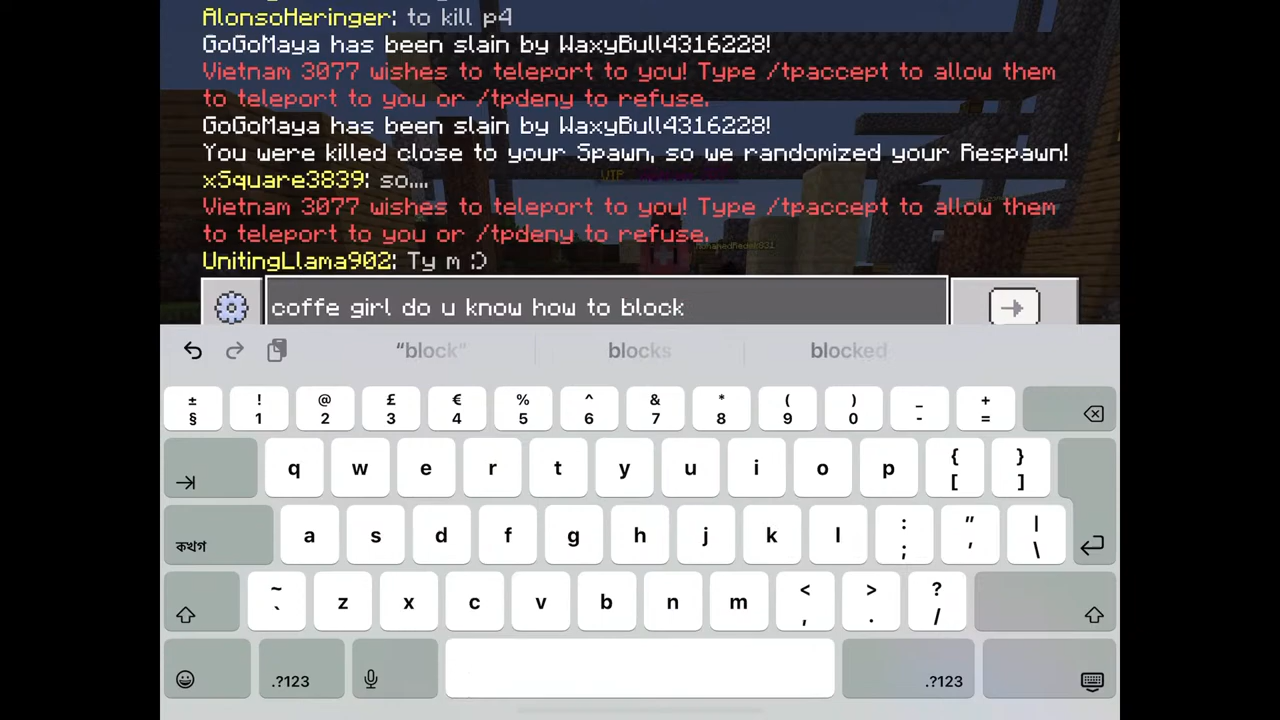 AlonsoHeringer: to kill p4
GoGoMaya has been slain by WaxyBull4316228!
Vietnam 3077 wishes to teleport to you! Type /tpaccept to allow them
to teleport to you or /tpdeny to refuse.
GoGoMaya has been slain by WaxyBull4316228!
You were killed close to your Spawn, so we randomized your Respawn!
xSquare3839: so....
VIP
Vietnam 3077 wishes to teleport to you! Type /tpaccept to allow them
to teleport to you or /tpdeny to refuse.
UnitingLlama902: Ty m :)
coffe girl do u know how to block
“block” blocks blocked
± ! @ £ € % ^ & * ( ) _ +
§ 1 2 3 4 5 6 7 8 9 0 - =
q w e r t y u i o p { }
[ ]
কখগ a s d f g h j k l : " |
; ' \
~ z x c v b n m < > ?
` , . /
.?123 .?123